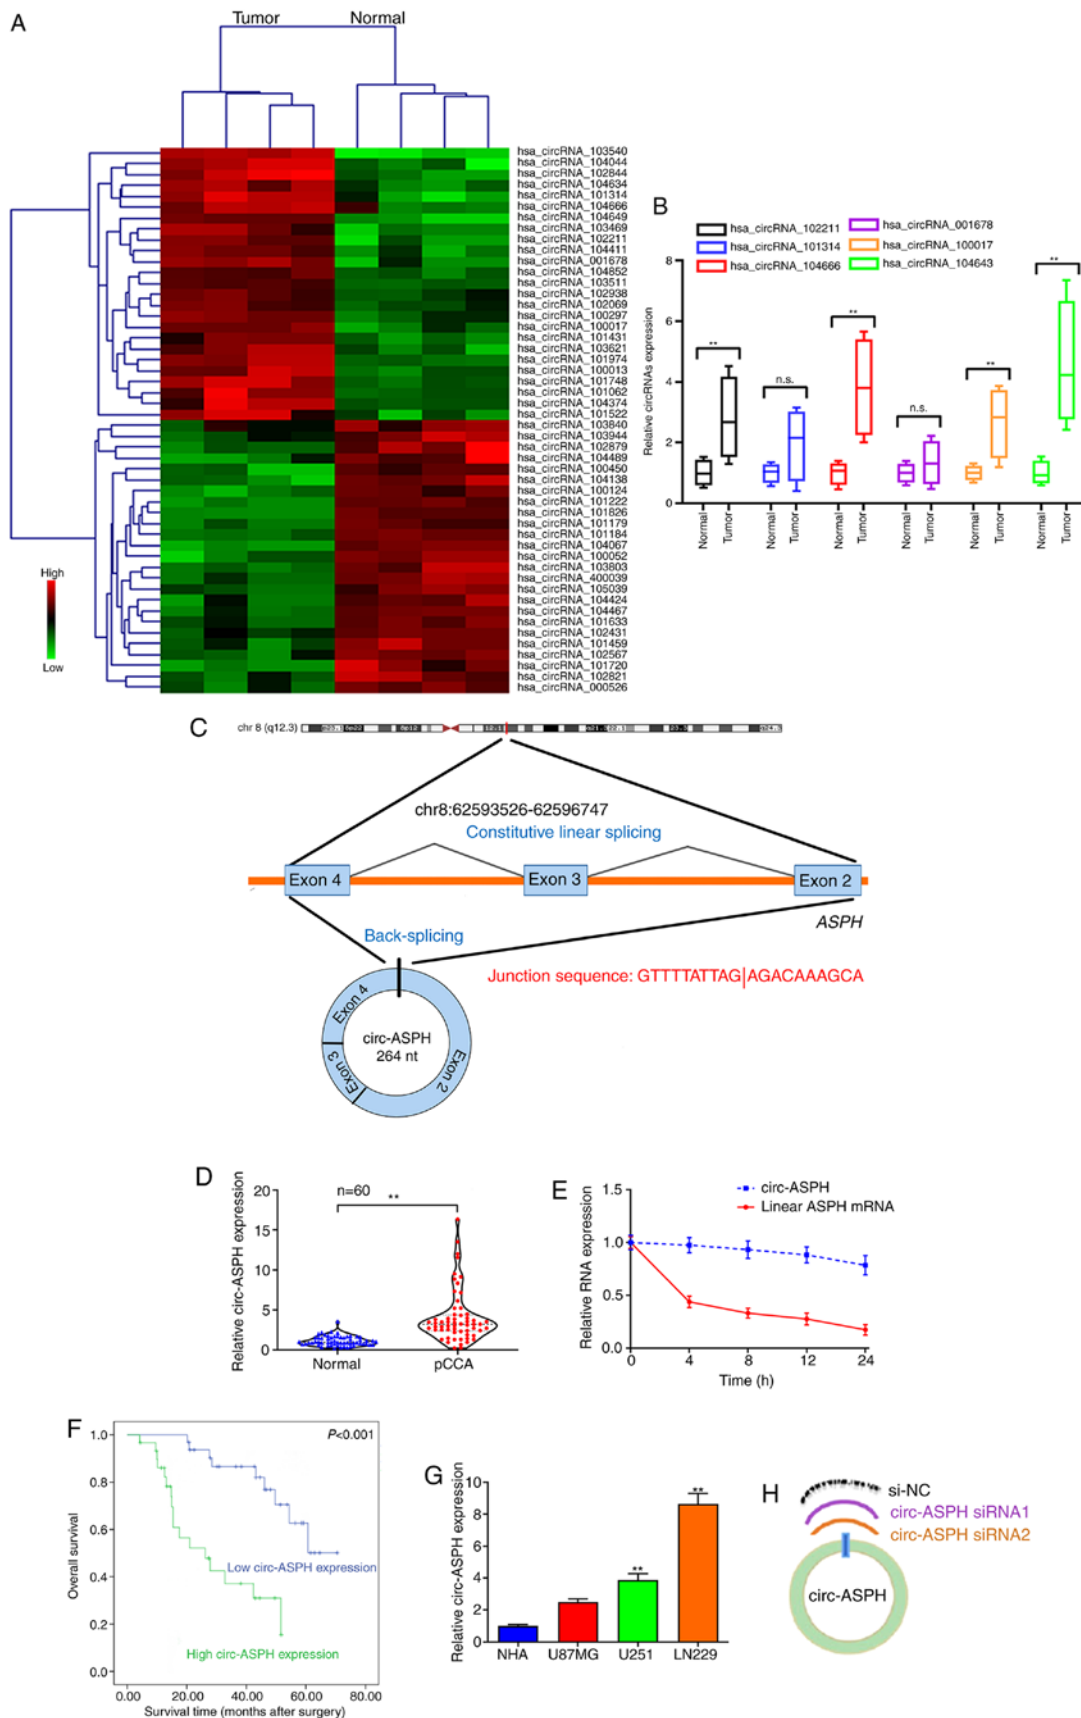 A
Tumor
Normal
hsa_circRNA_103540
hsa_circRNA_104044
hsa_circRNA_102844
hsa_circRNA_104634
hsa_circRNA_101314
hsa_circRNA_104666
hsa_circRNA_104649
hsa_circRNA_103469
hsa_circRNA_102211
hsa_circRNA_104411
hsa_circRNA_001678
hsa_circRNA_104852
hsa_circRNA_103511
hsa_circRNA_102938
hsa_circRNA_102069
hsa_circRNA_100297
hsa_circRNA_100017
hsa_circRNA_101431
hsa_circRNA_103621
hsa_circRNA_101974
hsa_circRNA_100013
hsa_circRNA_101748
hsa_circRNA_101062
hsa_circRNA_104374
hsa_circRNA_101522
hsa_circRNA_103840
hsa_circRNA_103944
hsa_circRNA_102879
hsa_circRNA_104489
hsa_circRNA_100450
hsa_circRNA_104138
hsa_circRNA_100124
hsa_circRNA_101222
hsa_circRNA_101826
hsa_circRNA_101179
hsa_circRNA_101184
hsa_circRNA_104067
hsa_circRNA_100052
hsa_circRNA_103803
hsa_circRNA_400039
hsa_circRNA_105039
hsa_circRNA_104424
hsa_circRNA_104467
hsa_circRNA_101633
hsa_circRNA_102431
hsa_circRNA_101459
hsa_circRNA_102567
hsa_circRNA_101720
hsa_circRNA_102821
hsa_circRNA_000526
High
Low
B
hsa_circRNA_102211
hsa_circRNA_001678
hsa_circRNA_101314
hsa_circRNA_100017
hsa_circRNA_104666
hsa_circRNA_104643
Relative circRNAs expression
8
6
4
2
0
**
n.s.
**
n.s.
**
**
Normal
Tumor
Normal
Tumor
Normal
Tumor
Normal
Tumor
Normal
Tumor
Normal
Tumor
C
chr 8 (q12.3)
chr8:62593526-62596747
Constitutive linear splicing
Exon 4
Exon 3
Exon 2
ASPH
Back-splicing
Junction sequence: GTTTTATTAG|AGACAAAGCA
Exon 4
Exon 3
Exon 2
circ-ASPH
264 nt
D
n=60
**
Relative circ-ASPH expression
20
15
10
5
0
Normal
pCCA
E
circ-ASPH
Linear ASPH mRNA
Relative RNA expression
1.5
1.0
0.5
0.0
0
4
8
12
24
Time (h)
F
P<0.001
Overall survival
1.0
0.8
0.6
0.4
0.2
0.0
Low circ-ASPH expression
High circ-ASPH expression
0.00
20.00
40.00
60.00
80.00
Survival time (months after surgery)
G
Relative circ-ASPH expression
10
8
6
4
2
0
**
**
NHA
U87MG
U251
LN229
H
si-NC
circ-ASPH siRNA1
circ-ASPH siRNA2
circ-ASPH